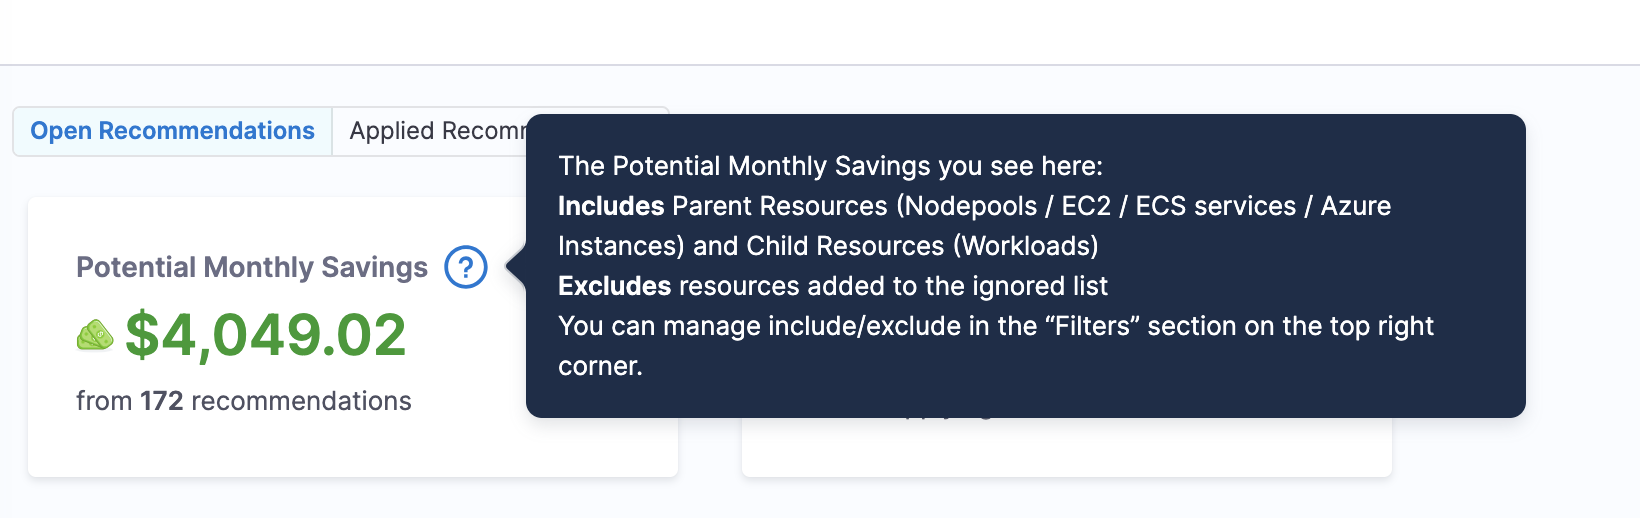 Open Recommendations
Applied Recom
The Potential Monthly Savings you see here:
Includes Parent Resources (Nodepools / EC2 / ECS services / Azure
Instances) and Child Resources (Workloads)
Excludes resources added to the ignored list
You can manage include/exclude in the “Filters” section on the top right
corner.
Potential Monthly Savings ?
$4,049.02
from 172 recommendations